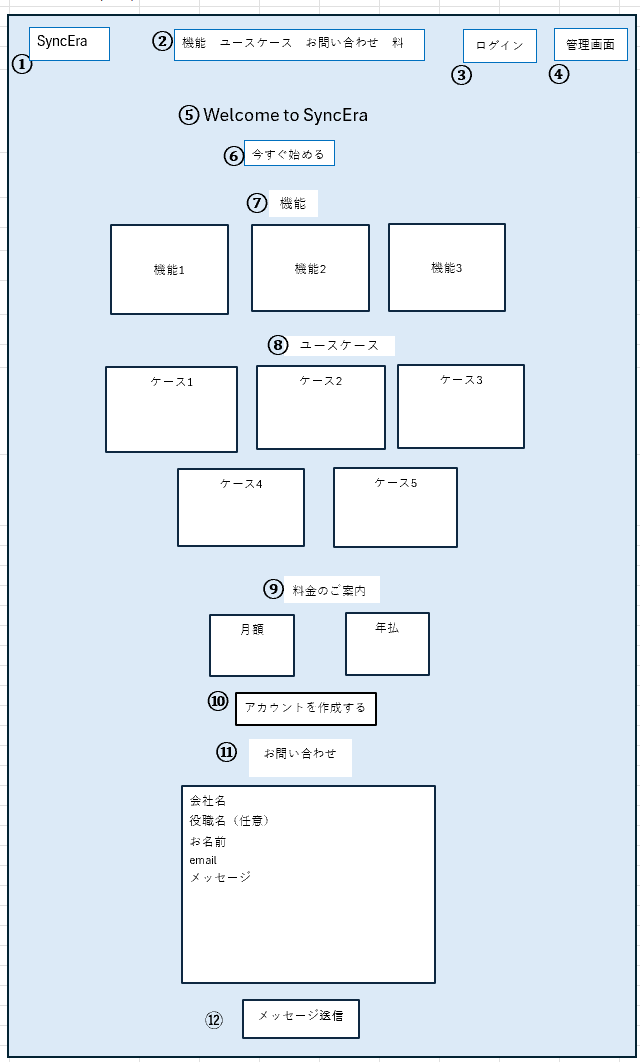 SyncEra
①
② 機能 ユースケース お問い合わせ 料
ログイン
③
管理画面
④
⑤ Welcome to SyncEra
⑥ 今すぐ始める
⑦ 機能
機能1
機能2
機能3
⑧ ユースケース
ケース1
ケース2
ケース3
ケース4
ケース5
⑨ 料金のご案内
月額
年払
⑩ アカウントを作成する
⑪ お問い合わせ
会社名
役職名（任意）
お名前
email
メッセージ
⑫ メッセージ送信